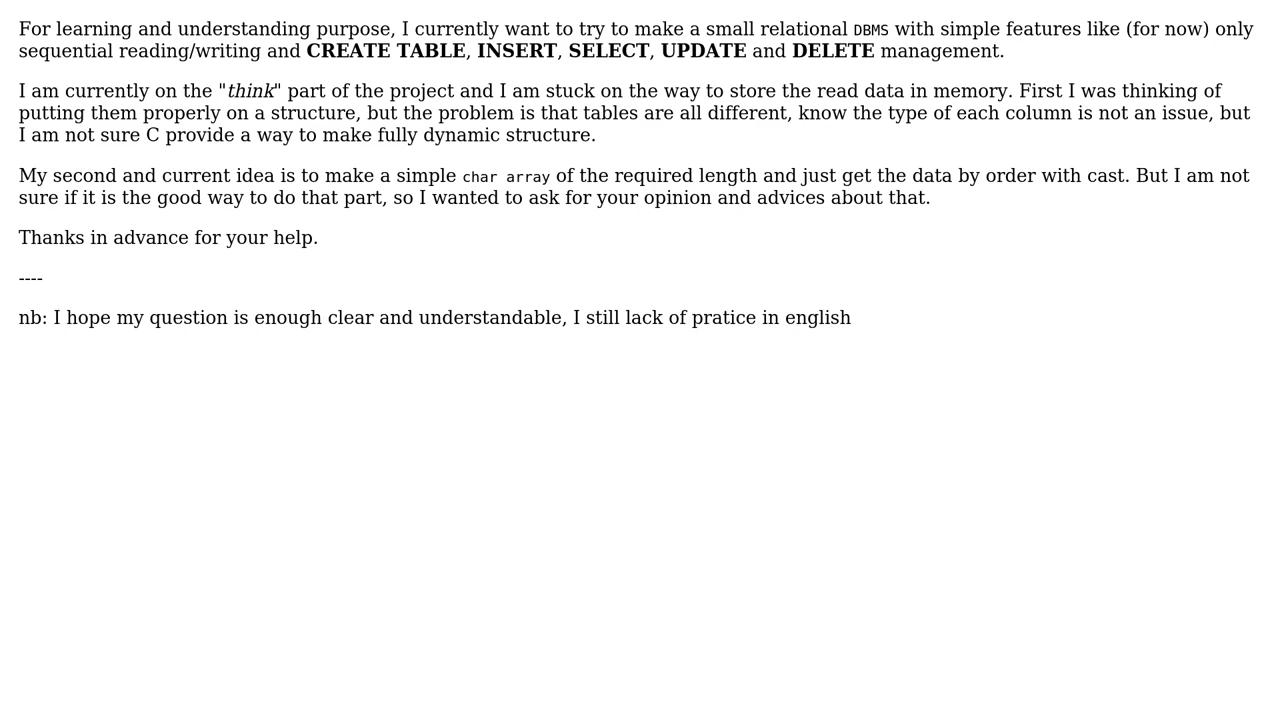 For learning and understanding purpose, I currently want to try to make a small relational DBMS with simple features like (for now) only
sequential reading/writing and CREATE TABLE, INSERT, SELECT, UPDATE and DELETE management.
I am currently on the "think" part of the project and I am stuck on the way to store the read data in memory. First I was thinking of
putting them properly on a structure, but the problem is that tables are all different, know the type of each column is not an issue, but
I am not sure C provide a way to make fully dynamic structure.
My second and current idea is to make a simple char array of the required length and just get the data by order with cast. But I am not
sure if it is the good way to do that part, so I wanted to ask for your opinion and advices about that.
Thanks in advance for your help.
----
nb: I hope my question is enough clear and understandable, I still lack of pratice in english